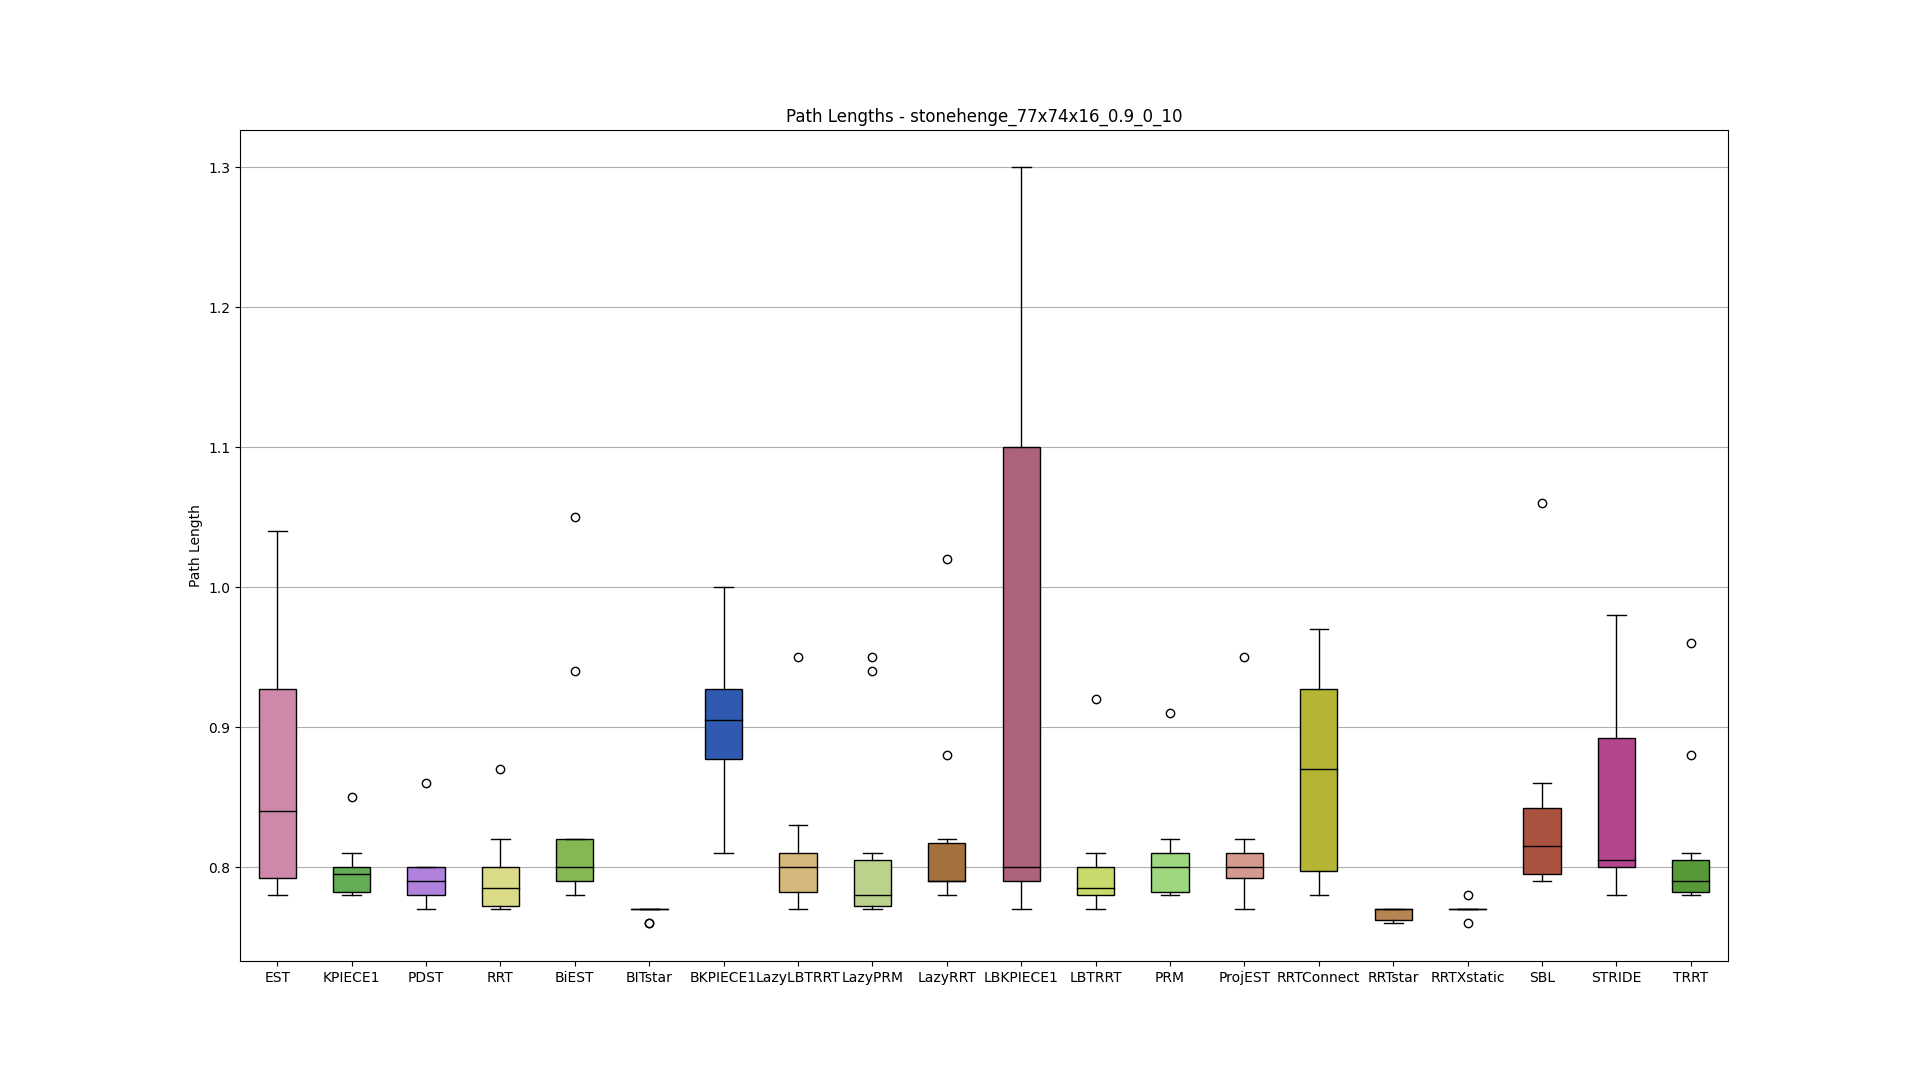 Path Lengths - stonehenge_77x74x16_0.9_0_10
1.3
1.2
1.1
1.0
0.9
0.8
Path Length
EST KPIECE1 PDST RRT BiEST BITstar BKPIECE1 LazyLBTRRT LazyPRM LazyRRT LBKPIECE1 LBTRRT PRM ProjEST RRTConnect RRTstar RRTXstatic SBL STRIDE TRRT